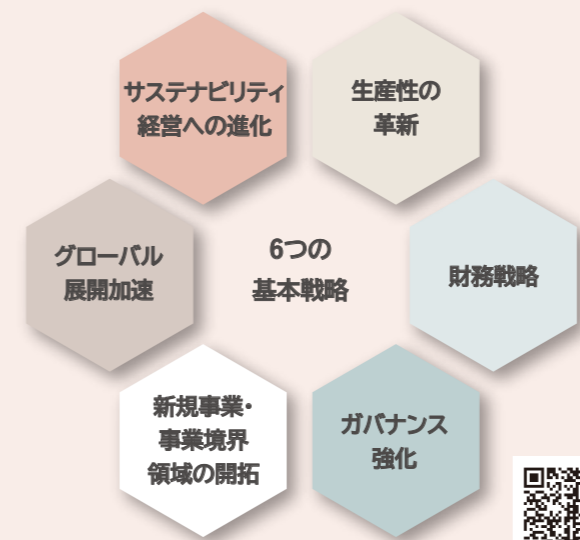 サステナビリティ
経営への進化
生産性の
革新
グローバル
展開加速
6つの
基本戦略
財務戦略
新規事業・
事業境界
領域の開拓
ガバナンス
強化